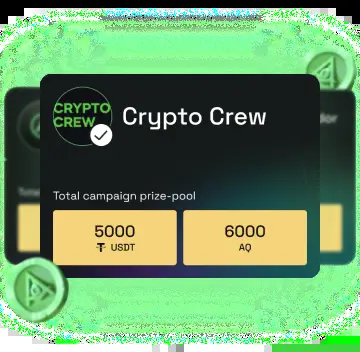 CRYPTO
CREW
Crypto Crew
Total campaign prize-pool
5000
USDT
6000
AQ